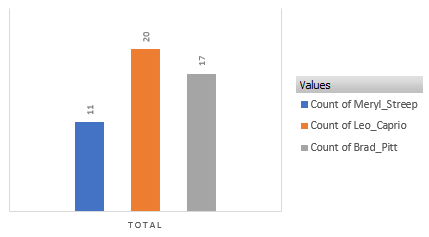 20
17
11
TOTAL
Values
Count of Meryl_Streep
Count of Leo_Caprio
Count of Brad_Pitt